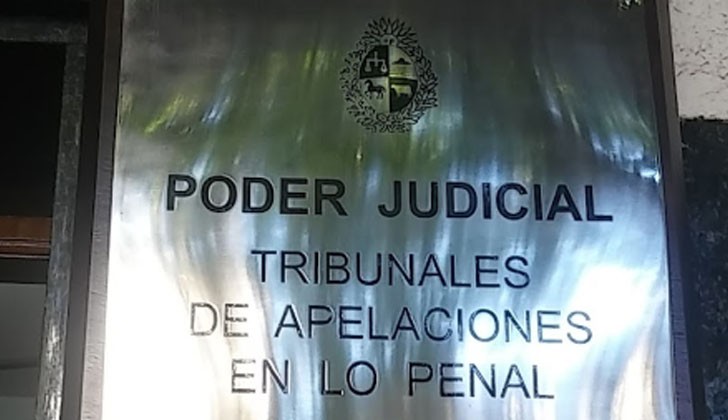 PODER JUDICIAL
TRIBUNALES
DE APELACIONES
EN LO PENAL